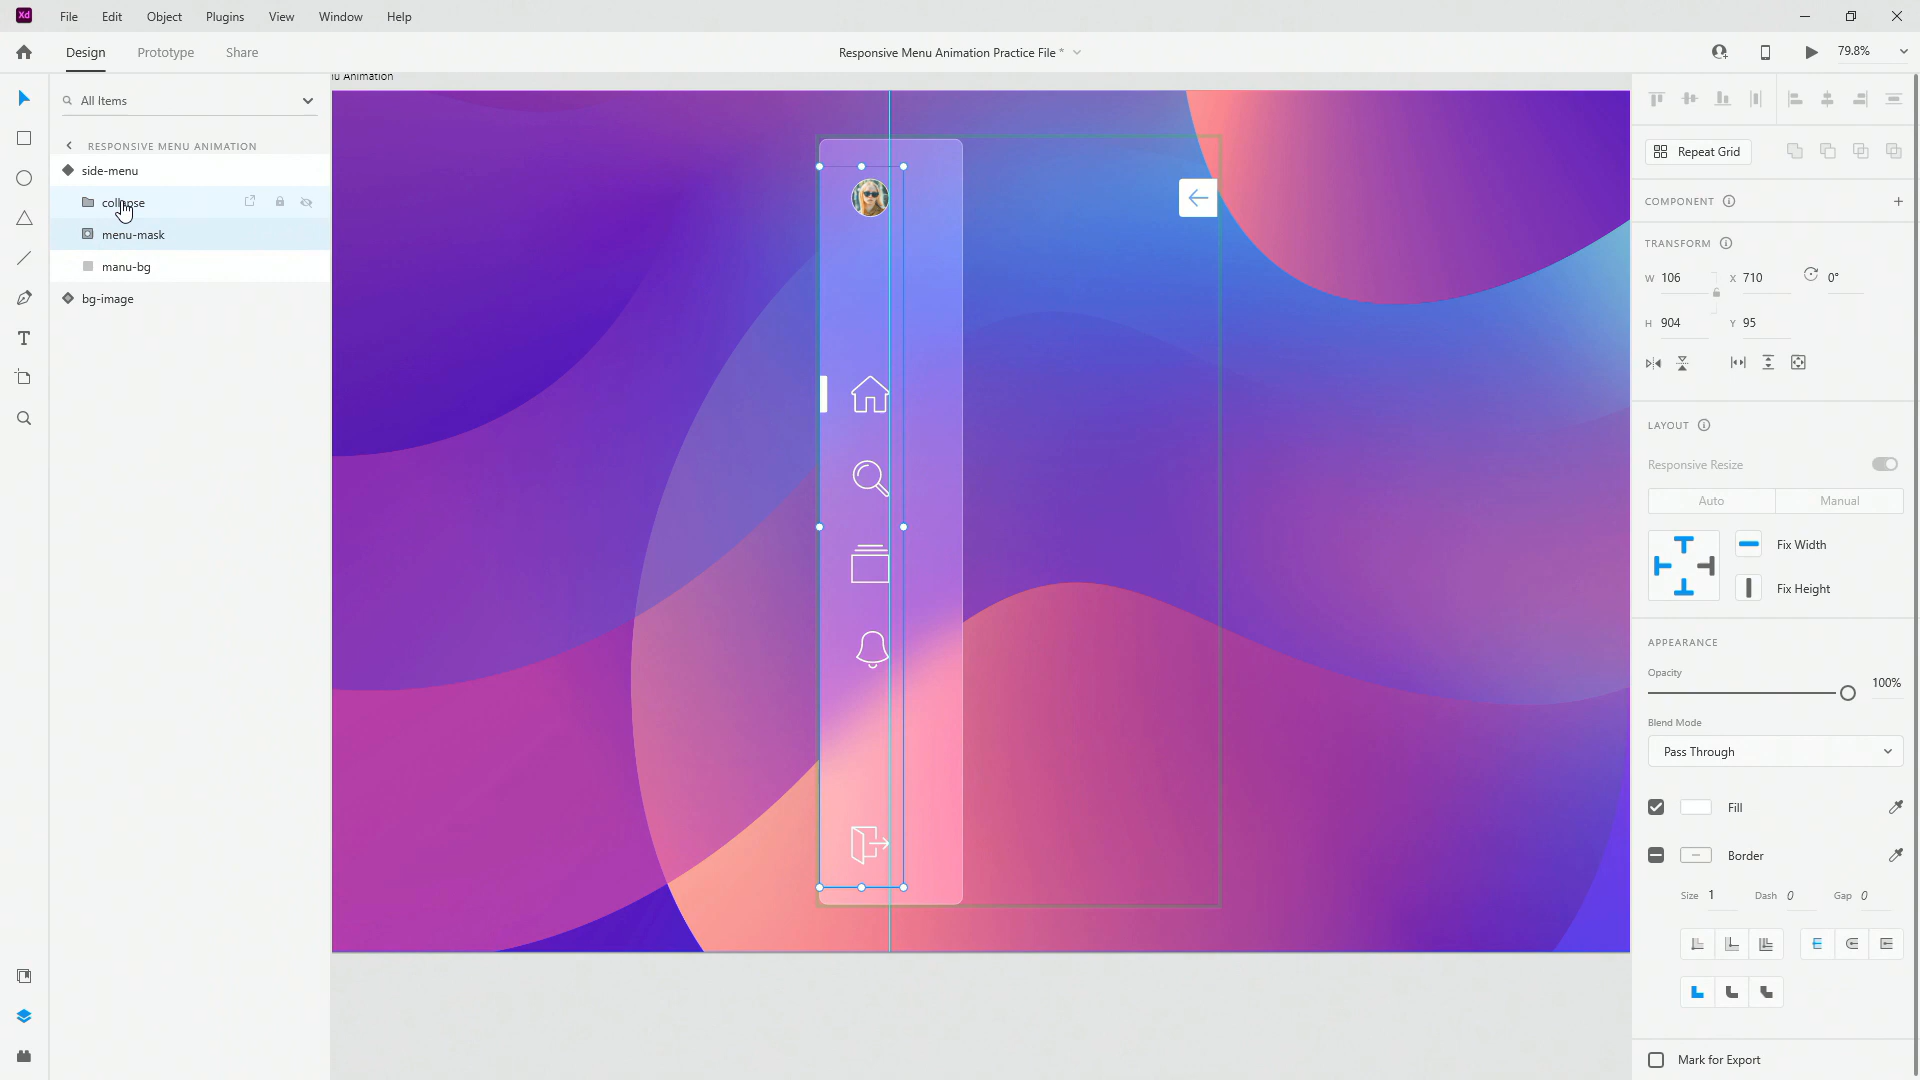 Xd File Edit Object Plugins View Window Help
Design Prototype Share
Responsive Menu Animation Practice File *
79.8%
All Items
RESPONSIVE MENU ANIMATION
side-menu
collapse
menu-mask
manu-bg
bg-image
nu Animation
Repeat Grid
COMPONENT
TRANSFORM
W 106 X 710 0°
H 904 Y 95
LAYOUT
Responsive Resize
Auto Manual
Fix Width
Fix Height
APPEARANCE
Opacity
100%
Blend Mode
Pass Through
Fill
Border
Size 1 Dash 0 Gap 0
Mark for Export